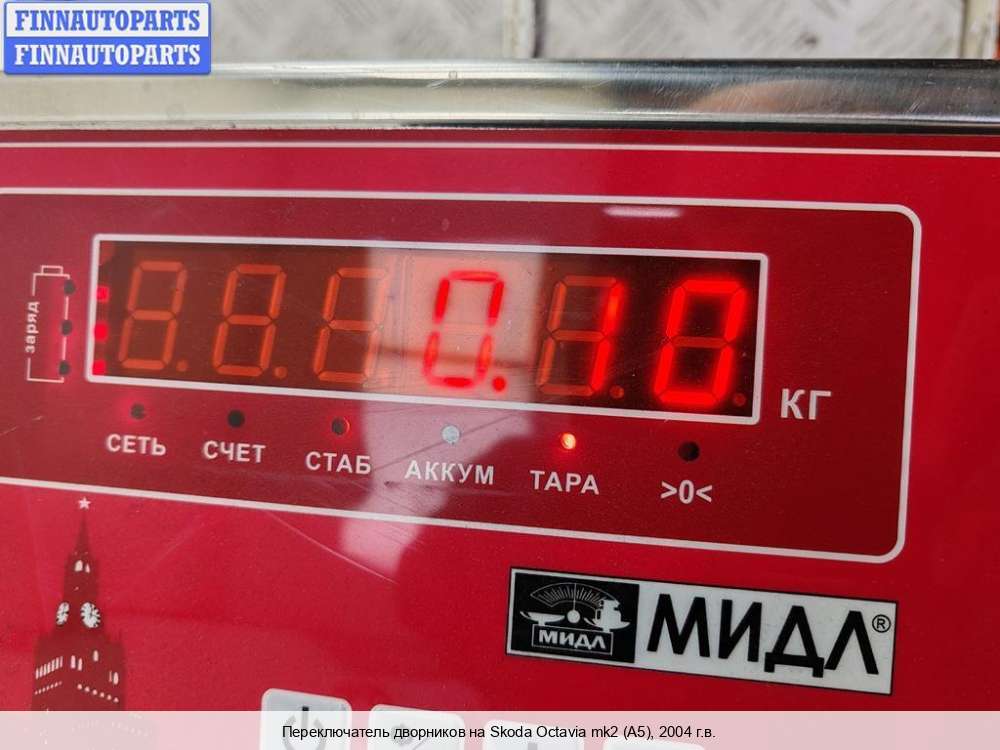 FINNAUTOPARTS
FINNAUTOPARTS
заряд
0.10
КГ
СЕТЬ СЧЕТ СТАБ АККУМ ТАРА >0<
МИДЛ
МИДЛ®
Переключатель дворников на Skoda Octavia mk2 (A5), 2004 г.в.